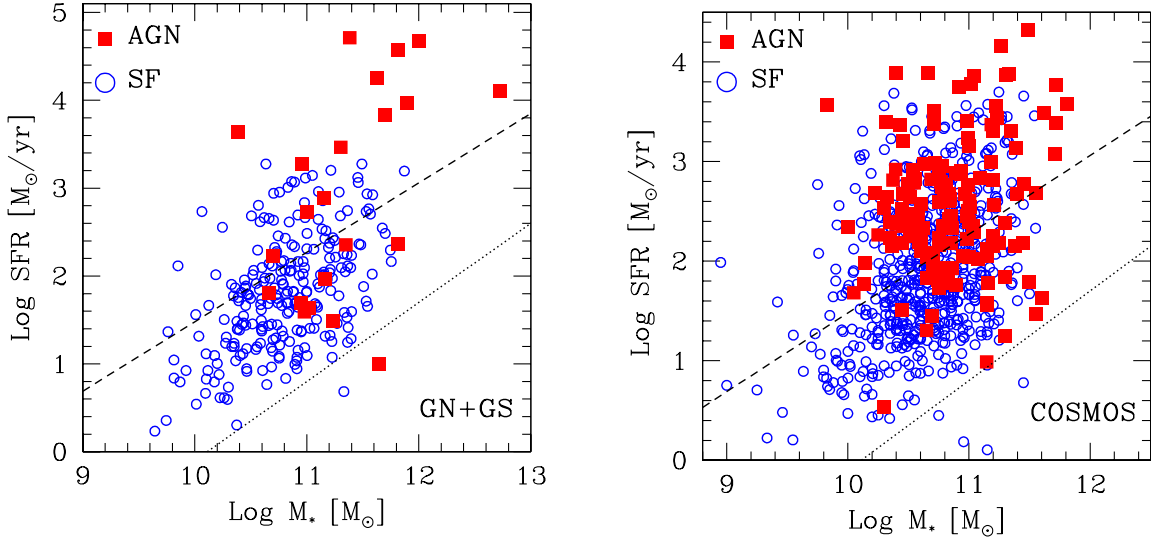 AGN
SF
5
4
3
2
1
0
Log SFR [M⊙/yr]
GN+GS
9
10
11
12
13
Log M* [M⊙]
AGN
SF
4
3
2
1
0
Log SFR [M⊙/yr]
COSMOS
9
10
11
12
Log M* [M⊙]